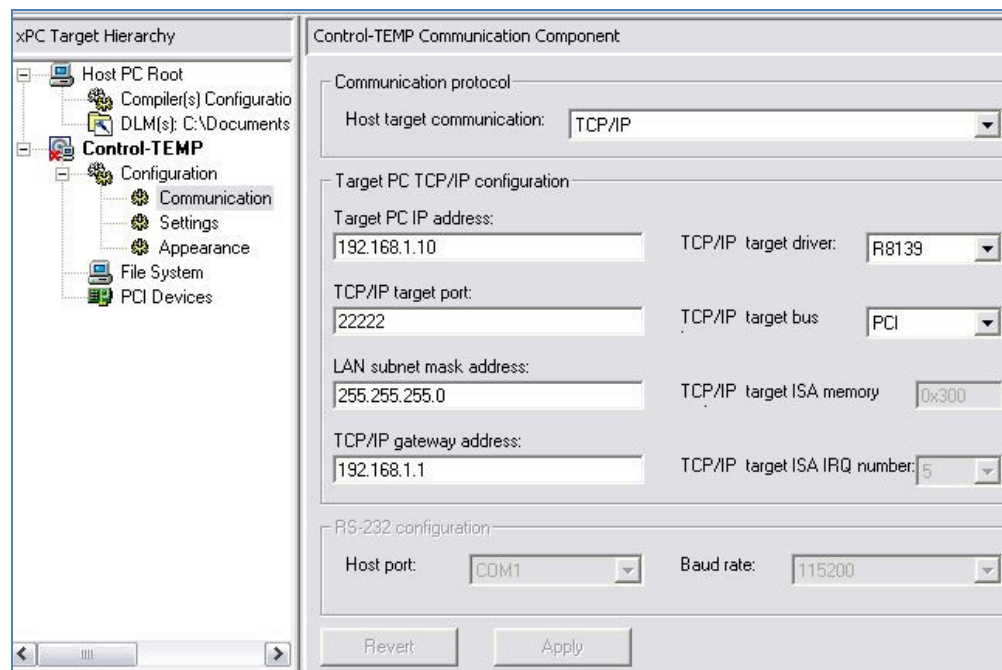 xPC Target Hierarchy
Host PC Root
Compiler(s) Configuratio
DLM(s): C:\Documents
Control-TEMP
Configuration
Communication
Settings
Appearance
File System
PCI Devices
Control-TEMP Communication Component
Communication protocol
Host target communication: TCP/IP
Target PC TCP/IP configuration
Target PC IP address:
192.168.1.10
TCP/IP target driver: R8139
TCP/IP target port:
22222
TCP/IP target bus PCI
LAN subnet mask address:
255.255.255.0
TCP/IP target ISA memory 0x300
TCP/IP gateway address:
192.168.1.1
TCP/IP target ISA IRQ number: 5
RS-232 configuration
Host port: COM1 Baud rate: 115200
Revert Apply